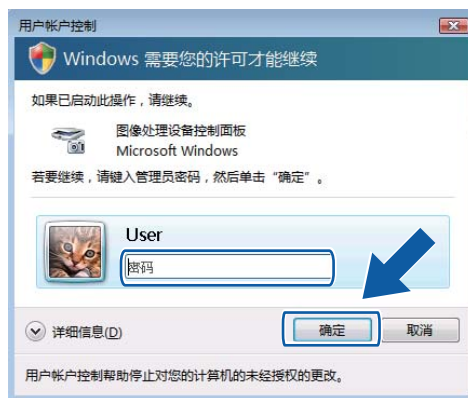 用户帐户控制
Windows 需要您的许可才能继续
如果已启动此操作，请继续。
图像处理设备控制面板
Microsoft Windows
若要继续，请键入管理员密码，然后单击“确定”。
User
密码
详细信息(D)
确定
取消
用户帐户控制帮助停止对您的计算机的未经授权的更改。